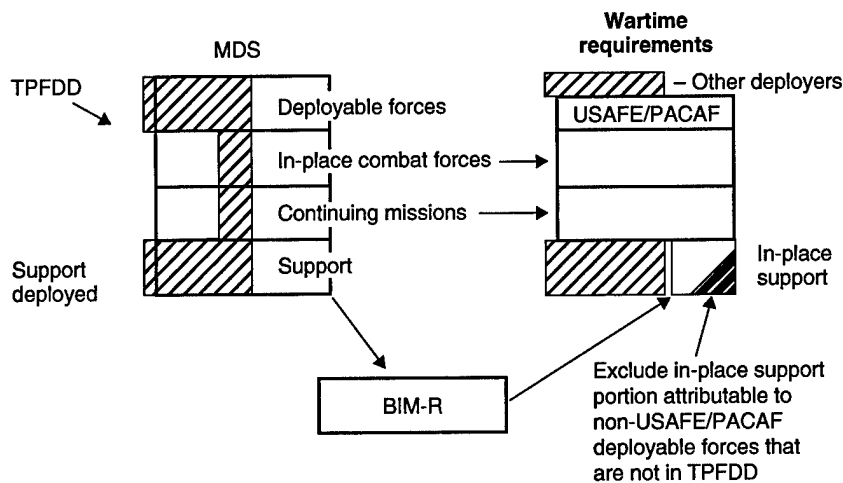 MDS
Wartime
requirements
TPFDD
– Other deployers
Deployable forces
USAFE/PACAF
In-place combat forces
Continuing missions
Support
deployed
Support
In-place
support
BIM-R
Exclude in-place support
portion attributable to
non-USAFE/PACAF
deployable forces that
are not in TPFDD